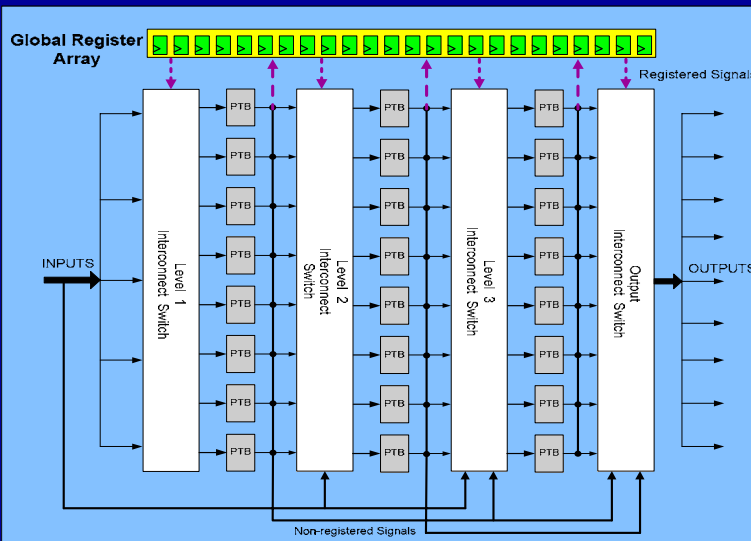 Global Register
Array
Registered Signals
PTB PTB PTB
PTB PTB PTB
PTB PTB PTB
INPUTS
Level 1
Interconnect Switch
PTB PTB PTB
Level 2
Interconnect
Switch
Level 3
Interconnect Switch
Output
Interconnect Switch
OUTPUTS
PTB PTB PTB
PTB PTB PTB
PTB PTB PTB
PTB PTB PTB
Non-registered Signals